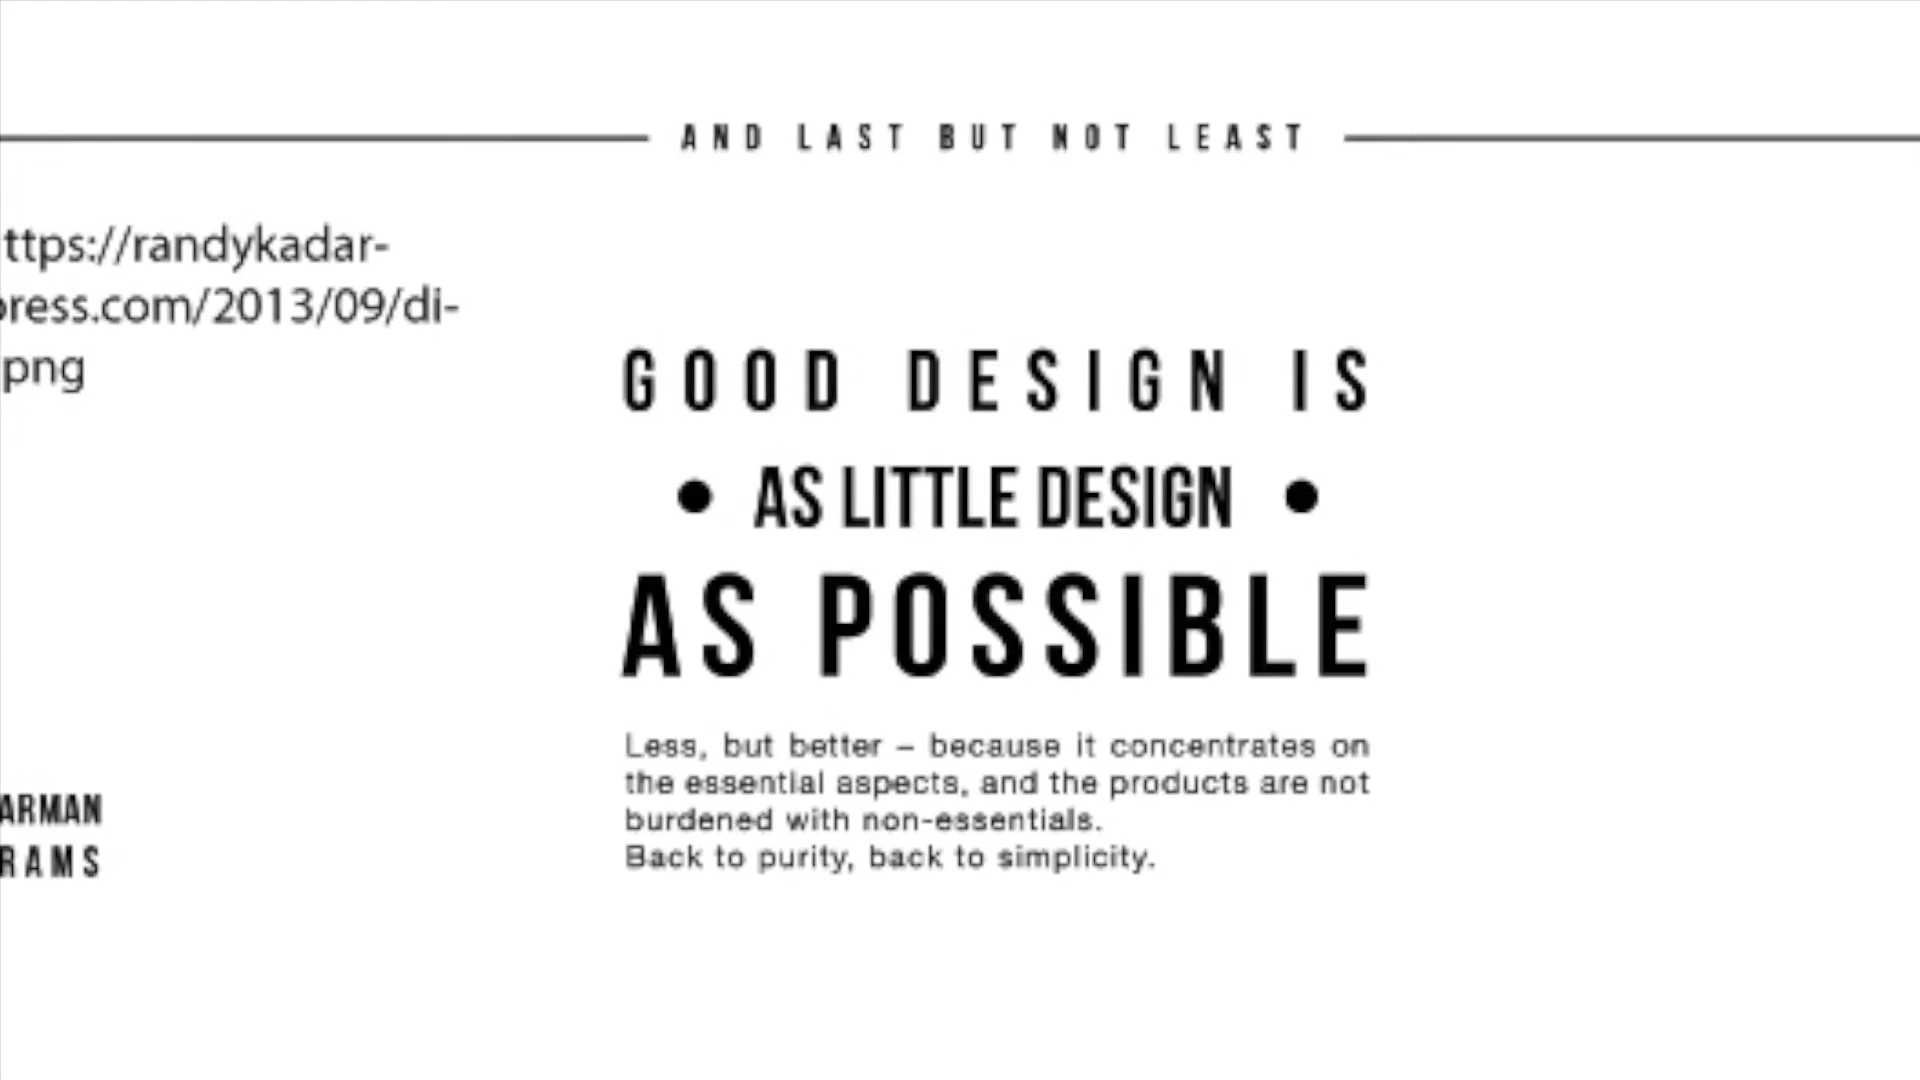 AND LAST BUT NOT LEAST
ttps://randykadar-
press.com/2013/09/di-
png
GOOD DESIGN IS
• AS LITTLE DESIGN •
AS POSSIBLE
Less, but better – because it concentrates on
the essential aspects, and the products are not
burdened with non-essentials.
Back to purity, back to simplicity.
ARMAN
RAMS